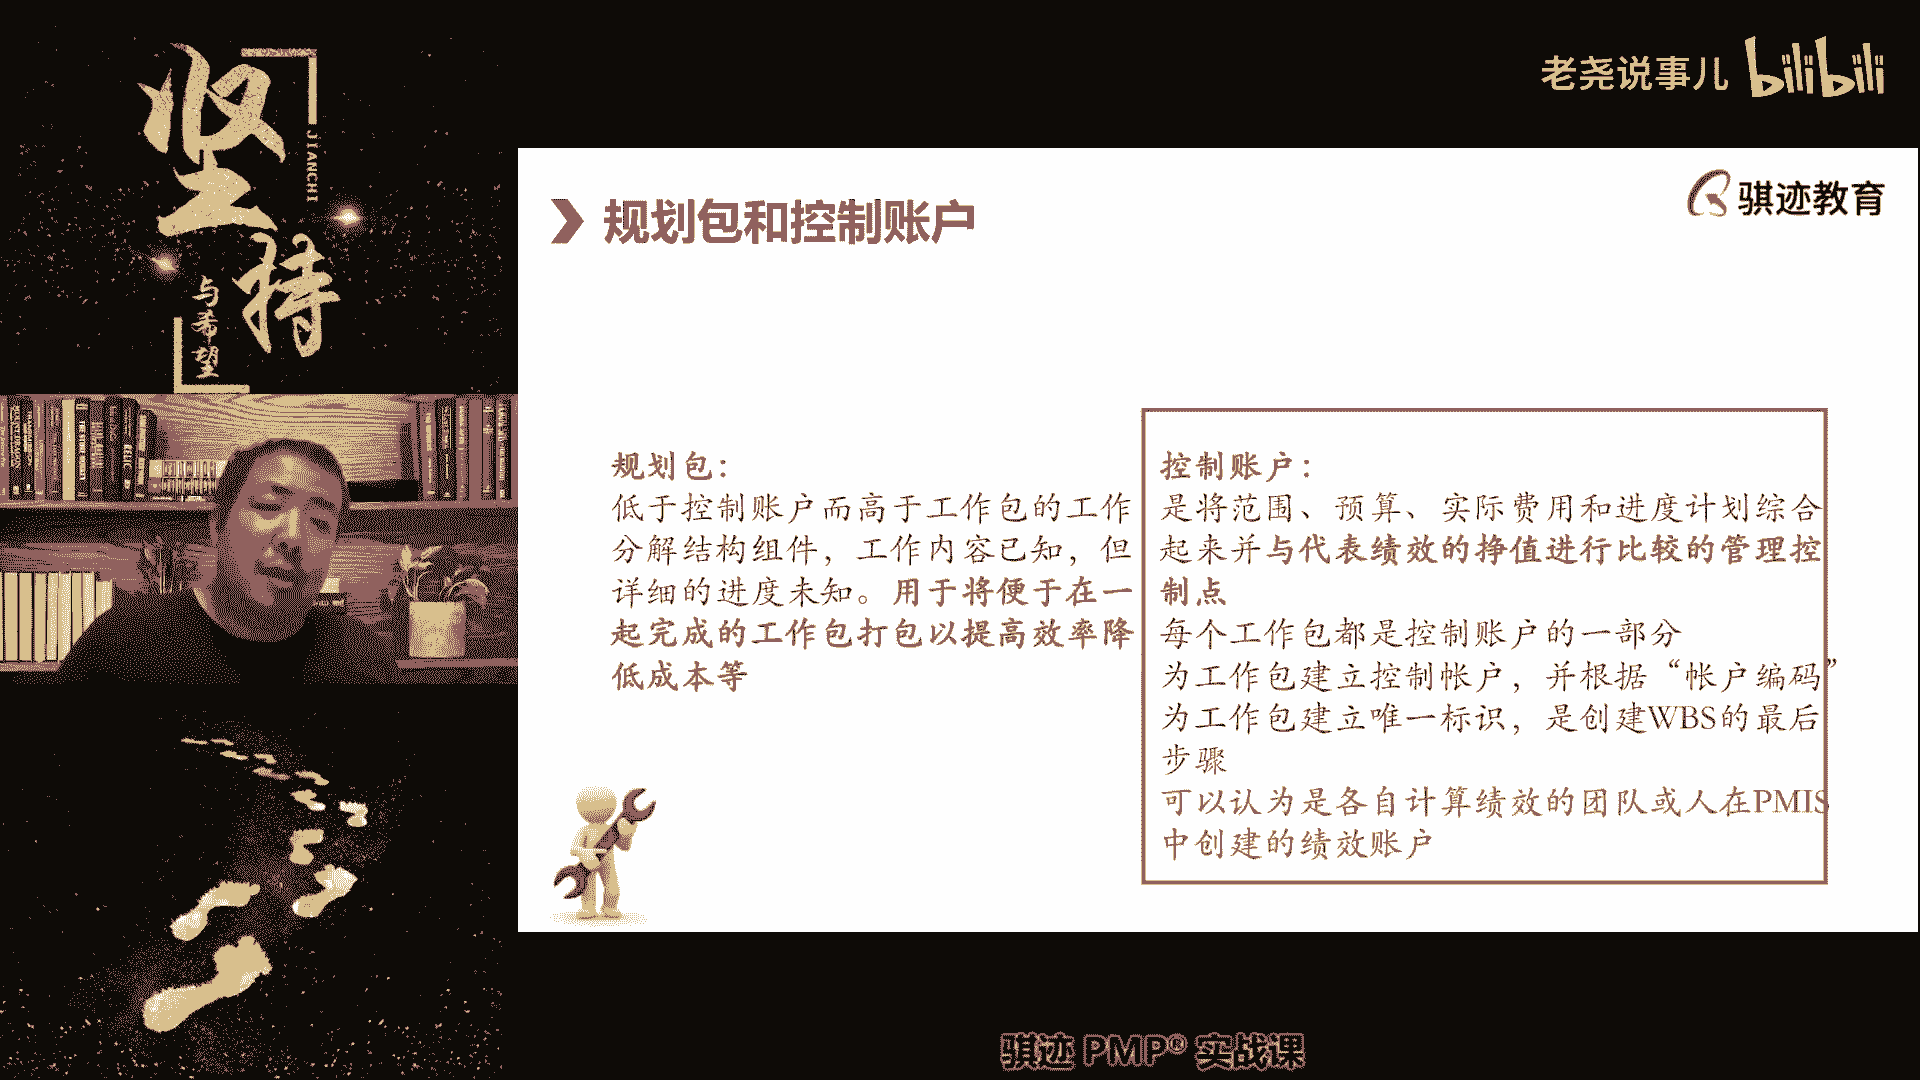 坚持
JIANCHI
与希望
老尧说事儿 bilibili
骐迹教育
规划包和控制账户
规划包：
低于控制账户而高于工作包的工作
分解结构组件，工作内容已知，但
详细的进度未知。用于将便于在一
起完成的工作包打包以提高效率降
低成本等
控制账户：
是将范围、预算、实际费用和进度计划综合
起来并与代表绩效的挣值进行比较的管理控
制点
每个工作包都是控制账户的一部分
为工作包建立控制帐户，并根据“帐户编码”
为工作包建立唯一标识，是创建WBS的最后
步骤
可以认为是各自计算绩效的团队或人在PMIS
中创建的绩效账户
骐迹 PMP® 实战课